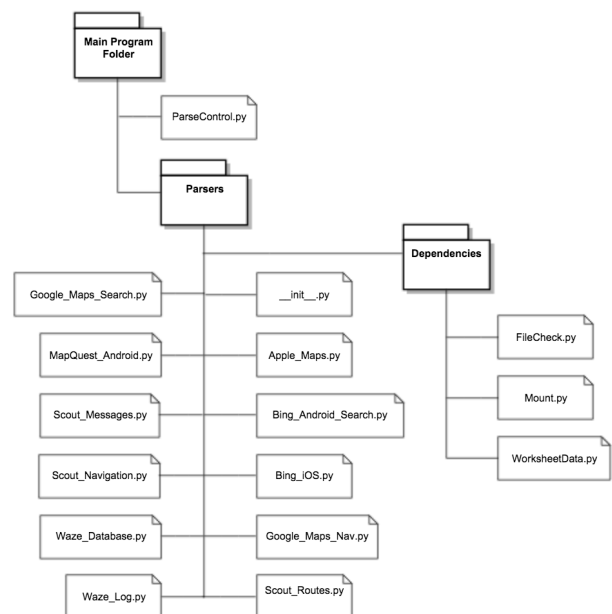 Main Program
Folder
ParseControl.py
Parsers
Dependencies
Google_Maps_Search.py
__init__.py
FileCheck.py
MapQuest_Android.py
Apple_Maps.py
Mount.py
Scout_Messages.py
Bing_Android_Search.py
WorksheetData.py
Scout_Navigation.py
Bing_iOS.py
Waze_Database.py
Google_Maps_Nav.py
Waze_Log.py
Scout_Routes.py